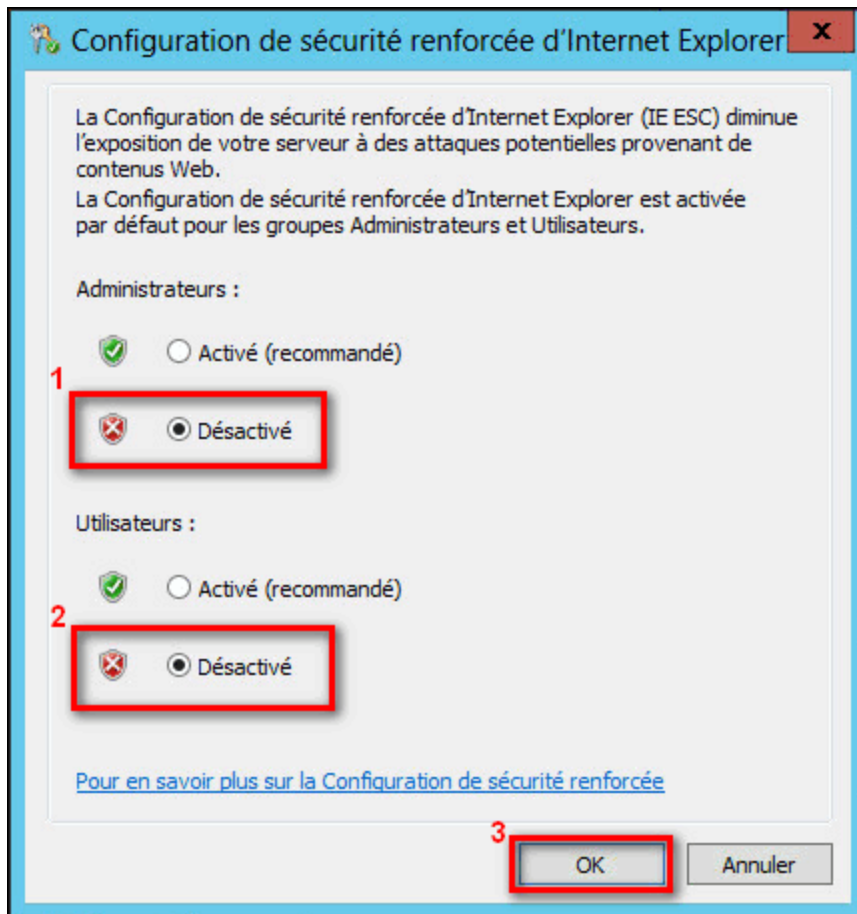 Configuration de sécurité renforcée d'Internet Explorer
x
La Configuration de sécurité renforcée d'Internet Explorer (IE ESC) diminue
l'exposition de votre serveur à des attaques potentielles provenant de
contenus Web.
La Configuration de sécurité renforcée d'Internet Explorer est activée
par défaut pour les groupes Administrateurs et Utilisateurs.
Administrateurs :
Activé (recommandé)
1
Désactivé
Utilisateurs :
Activé (recommandé)
2
Désactivé
Pour en savoir plus sur la Configuration de sécurité renforcée
3
OK
Annuler